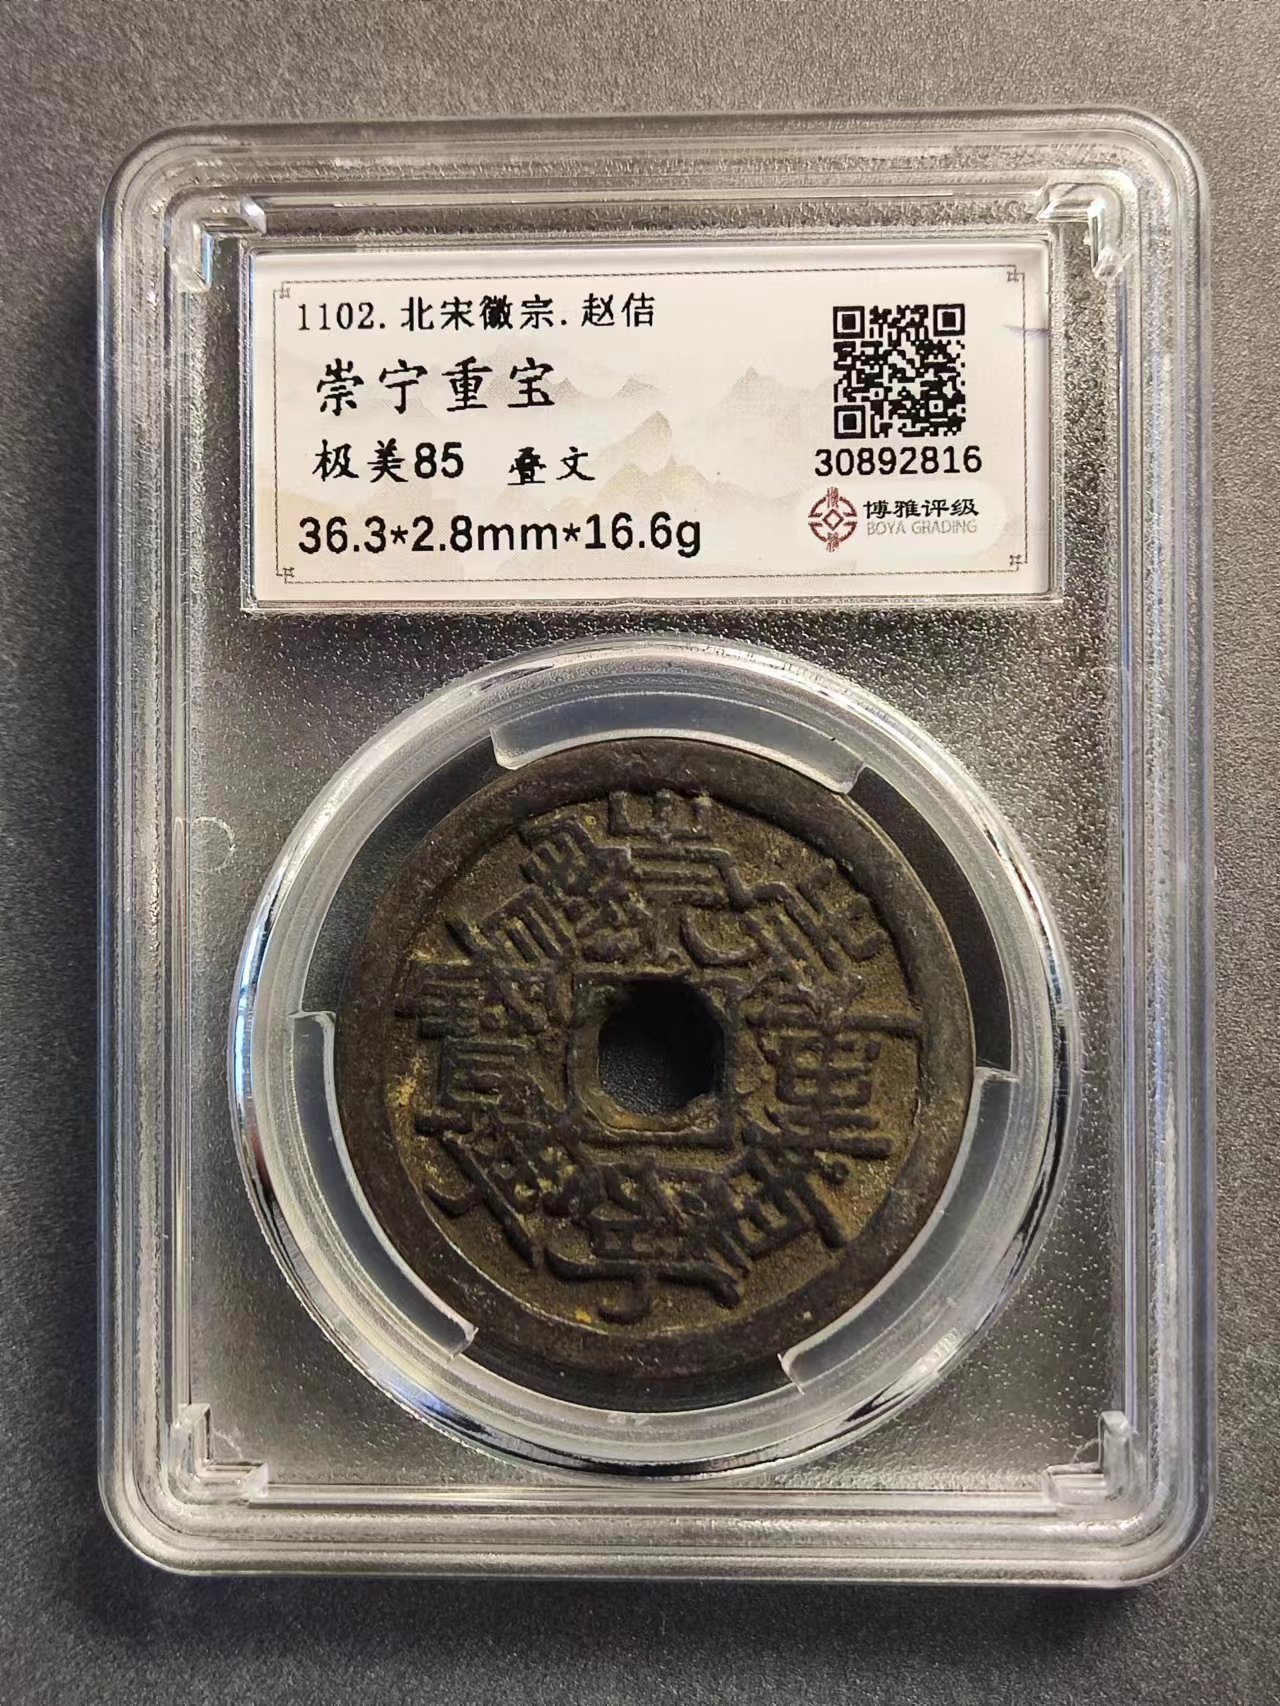 1102.北宋徽宗.赵佶
崇宁重宝
极美85 叠文
36.3*2.8mm*16.6g
30892816
博雅评级
BOYA GRADING